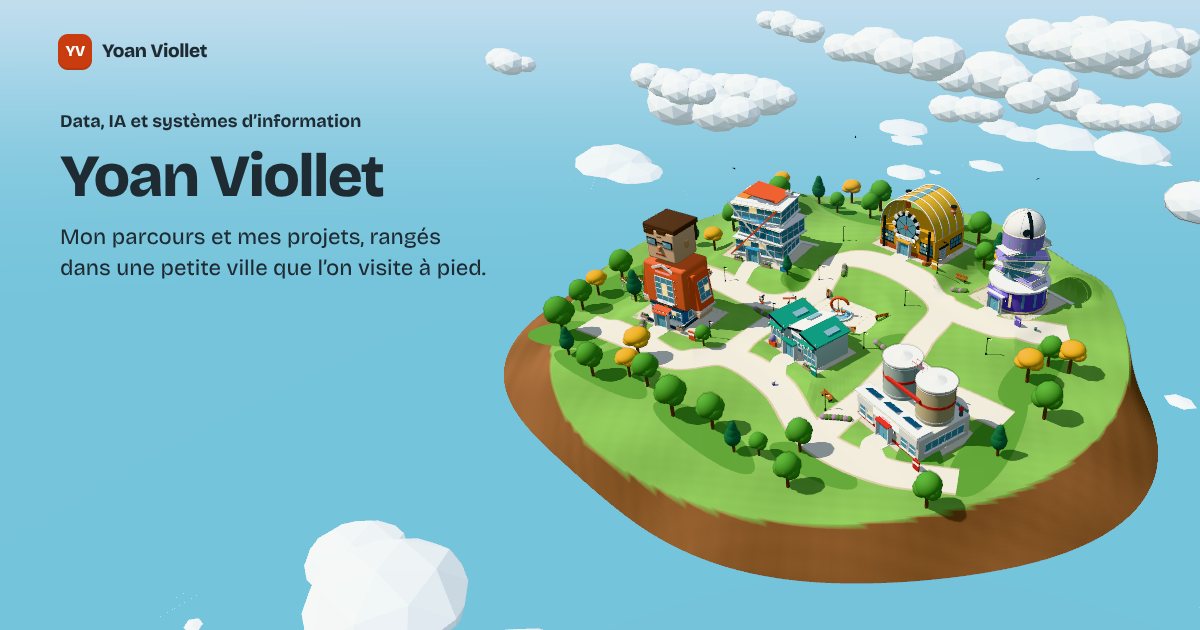 YV
Yoan Viollet
Data, IA et systèmes d’information
Yoan Viollet
Mon parcours et mes projets, rangés
dans une petite ville que l’on visite à pied.